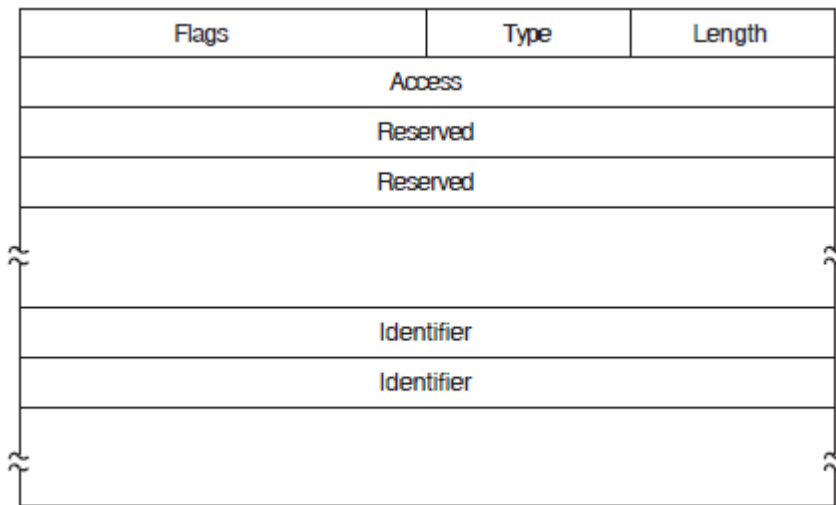 Flags Type Length
Access
Reserved
Reserved
Identifier
Identifier